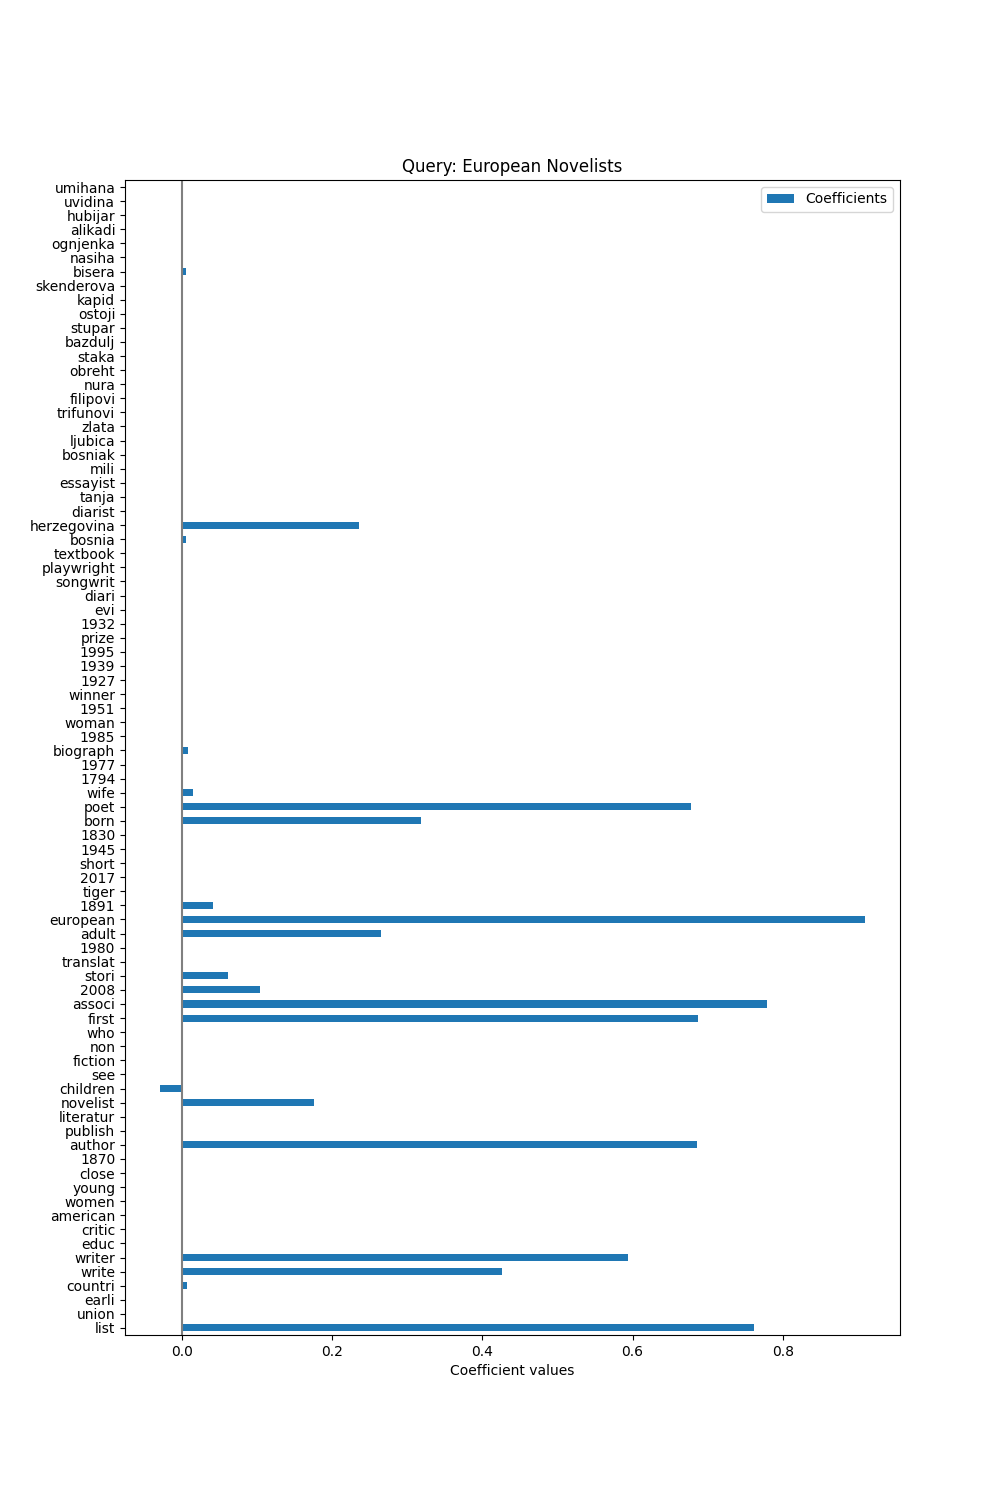 Query: European Novelists
Coefficients
umihana
uvidina
hubijar
alikadi
ognjenka
nasiha
bisera
skenderova
kapid
ostoji
stupar
bazdulj
staka
obreht
nura
filipovi
trifunovi
zlata
ljubica
bosniak
mili
essayist
tanja
diarist
herzegovina
bosnia
textbook
playwright
songwrit
diari
evi
1932
prize
1995
1939
1927
winner
1951
woman
1985
biograph
1977
1794
wife
poet
born
1830
1945
short
2017
tiger
1891
european
adult
1980
translat
stori
2008
associ
first
who
non
fiction
see
children
novelist
literatur
publish
author
1870
close
young
women
american
critic
educ
writer
write
countri
earli
union
list
0.0 0.2 0.4 0.6 0.8
Coefficient values